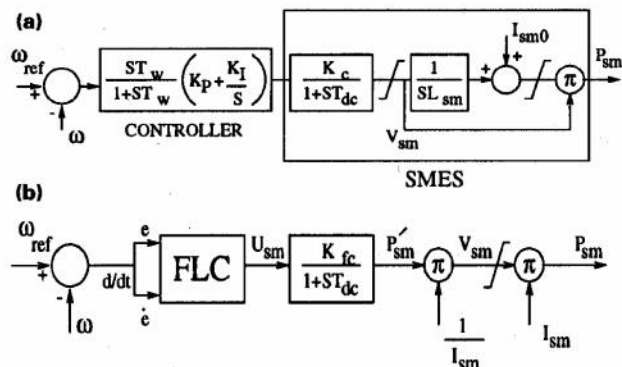 (a)
ω_ref
+
-
ω
ST_w
1+ST_w
(K_P + K_I
S)
CONTROLLER
K_c
1+ST_dc
1
SL_sm
V_sm
+
+
I_sm0
π
P_sm
SMES
(b)
ω_ref
+
-
ω
d/dt
e
ė
FLC
U_sm
K_fc
1+ST_dc
P'_sm
π
1
I_sm
V_sm
π
I_sm
P_sm